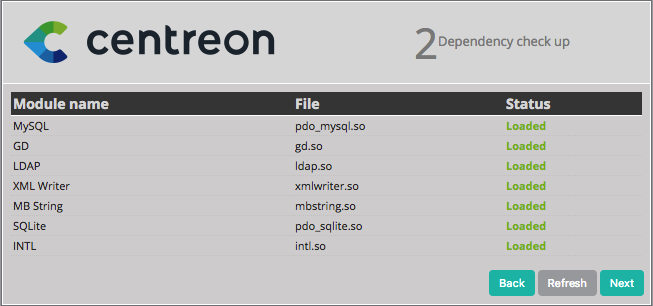 centreon
2 Dependency check up
Module name File Status
MySQL pdo_mysql.so Loaded
GD gd.so Loaded
LDAP ldap.so Loaded
XML Writer xmlwriter.so Loaded
MB String mbstring.so Loaded
SQLite pdo_sqlite.so Loaded
INTL intl.so Loaded
Back Refresh Next